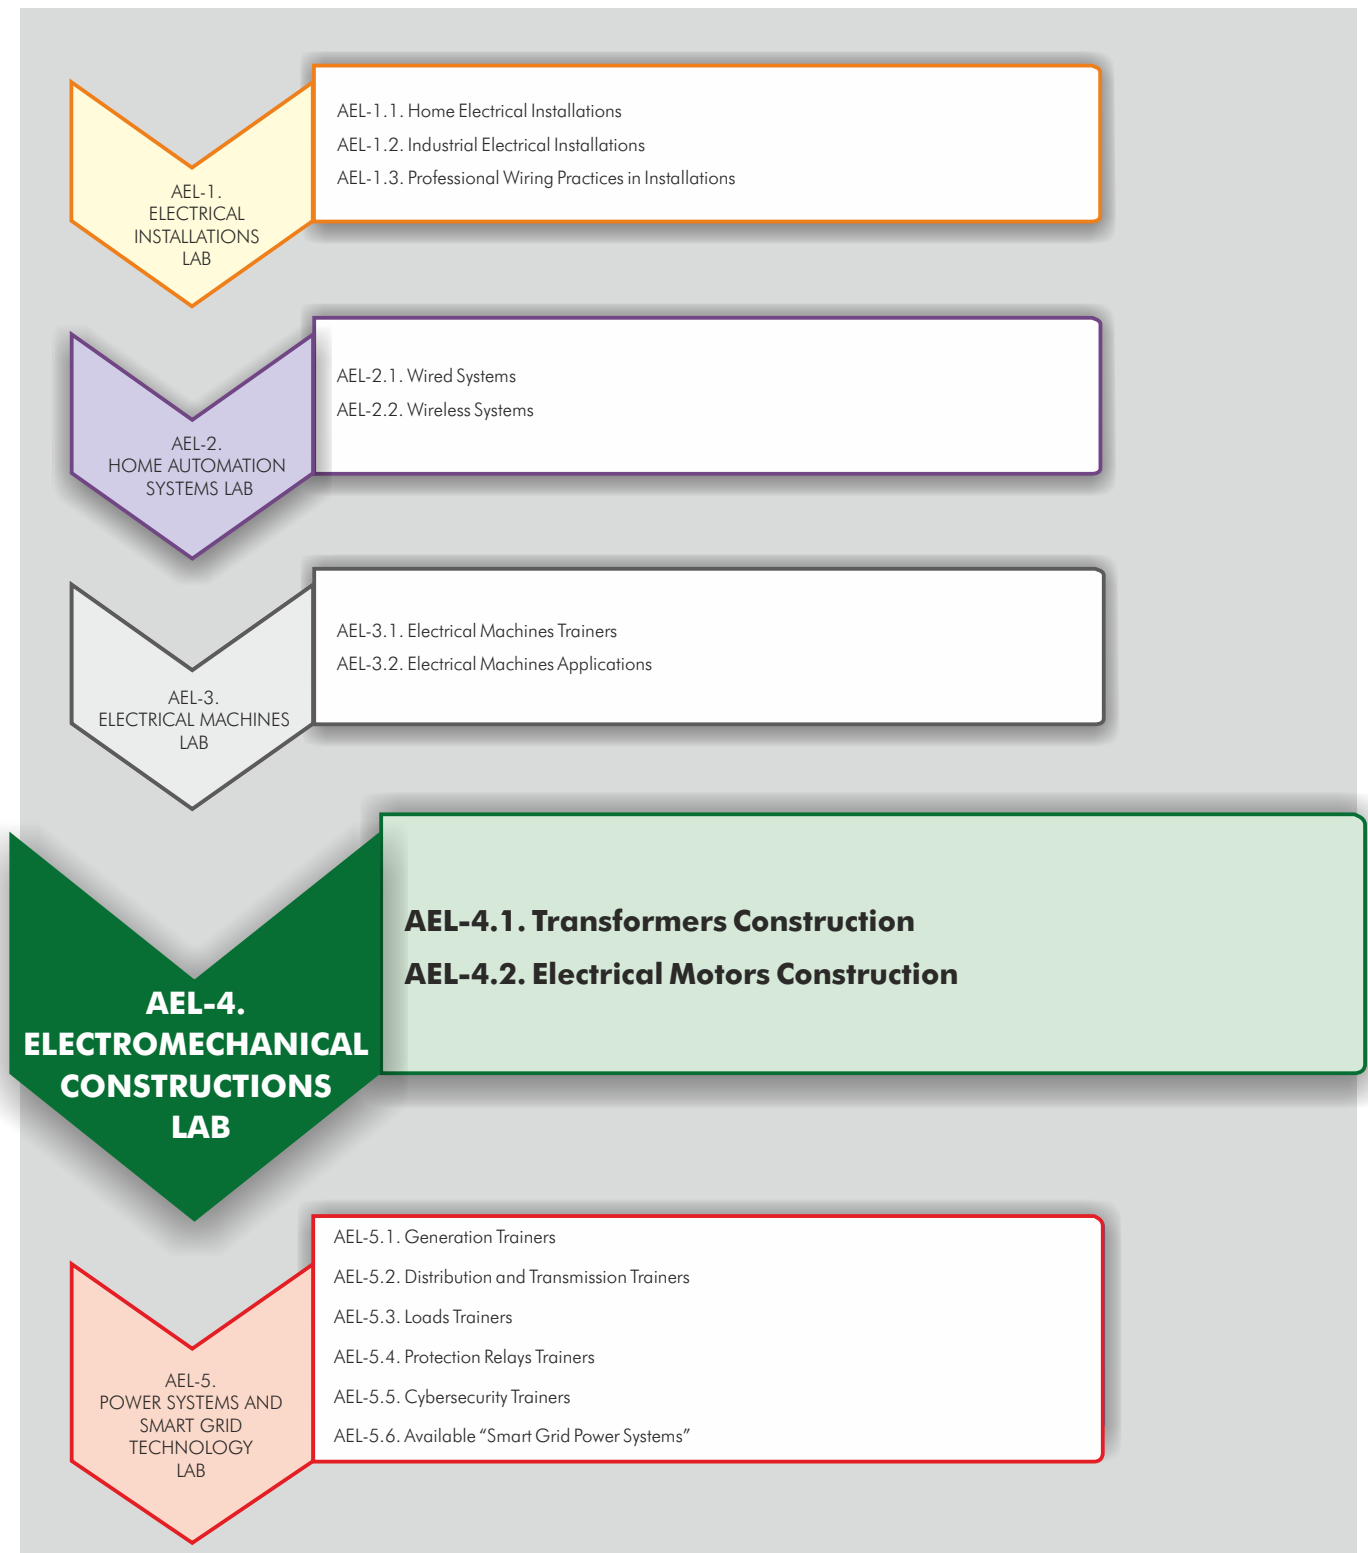 AEL-1.
ELECTRICAL
INSTALLATIONS
LAB
AEL-1.1. Home Electrical Installations
AEL-1.2. Industrial Electrical Installations
AEL-1.3. Professional Wiring Practices in Installations
AEL-2.
HOME AUTOMATION
SYSTEMS LAB
AEL-2.1. Wired Systems
AEL-2.2. Wireless Systems
AEL-3.
ELECTRICAL MACHINES
LAB
AEL-3.1. Electrical Machines Trainers
AEL-3.2. Electrical Machines Applications
AEL-4.
ELECTROMECHANICAL
CONSTRUCTIONS
LAB
AEL-4.1. Transformers Construction
AEL-4.2. Electrical Motors Construction
AEL-5.
POWER SYSTEMS AND
SMART GRID
TECHNOLOGY
LAB
AEL-5.1. Generation Trainers
AEL-5.2. Distribution and Transmission Trainers
AEL-5.3. Loads Trainers
AEL-5.4. Protection Relays Trainers
AEL-5.5. Cybersecurity Trainers
AEL-5.6. Available “Smart Grid Power Systems”